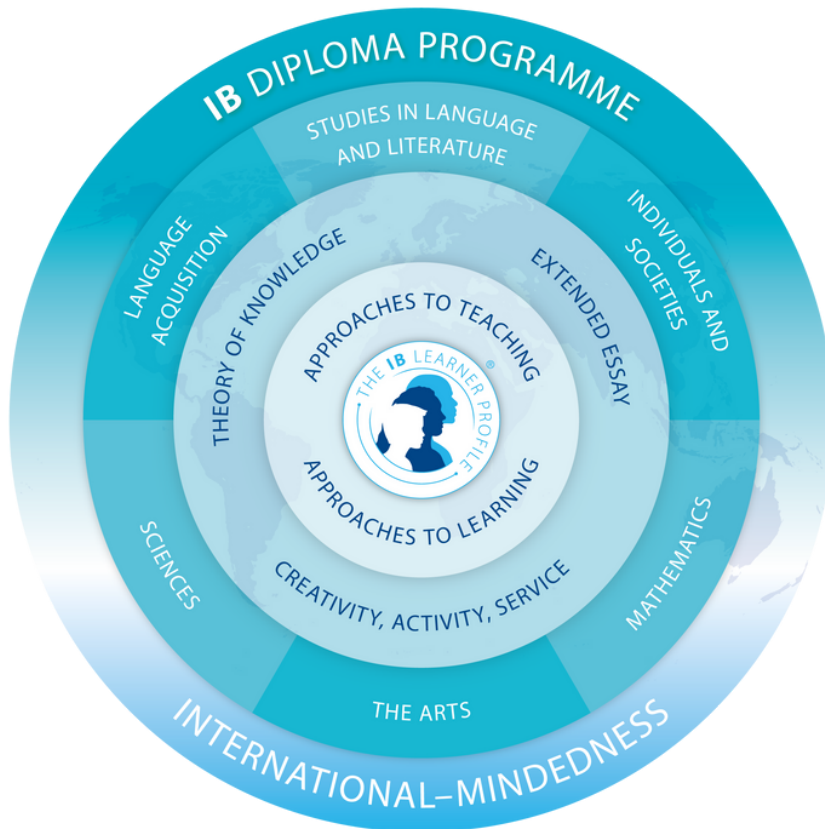 IB DIPLOMA PROGRAMME
STUDIES IN LANGUAGE
AND LITERATURE
LANGUAGE
ACQUISITION
INDIVIDUALS AND
SOCIETIES
THEORY OF KNOWLEDGE
EXTENDED ESSAY
APPROACHES TO TEACHING
THE IB LEARNER PROFILE
®
APPROACHES TO LEARNING
CREATIVITY, ACTIVITY, SERVICE
SCIENCES
MATHEMATICS
THE ARTS
INTERNATIONAL–MINDEDNESS